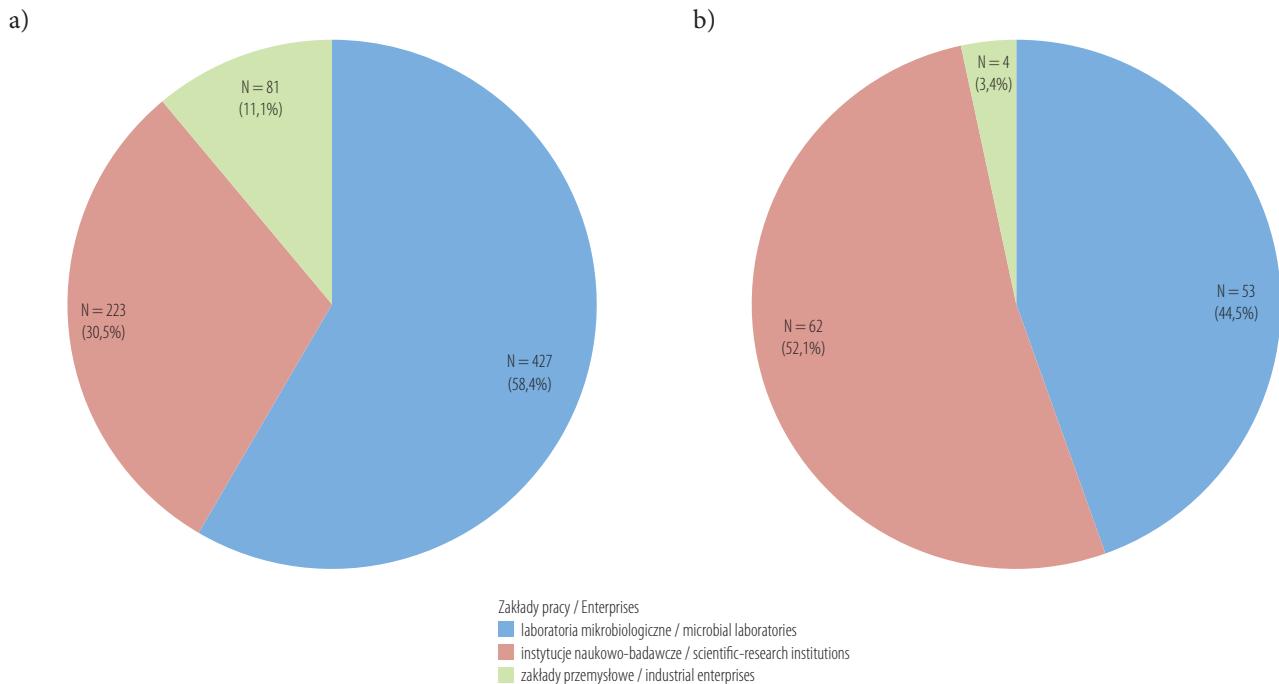 a)
N = 81
(11,1%)
N = 223
(30,5%)
N = 427
(58,4%)
b)
N = 4
(3,4%)
N = 53
(44,5%)
N = 62
(52,1%)
Zakłady pracy / Enterprises
laboratoria mikrobiologiczne / microbial laboratories
instytucje naukowo-badawcze / scientific-research institutions
zakłady przemysłowe / industrial enterprises